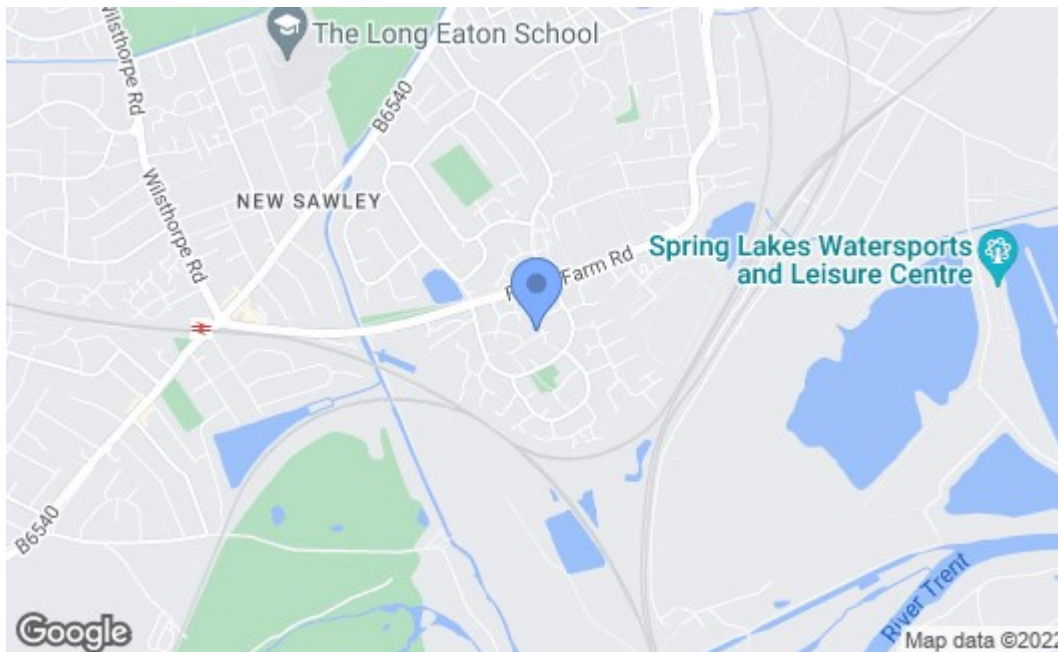 The Long Eaton School
Wilsthorpe Rd
B6540
NEW SAWLEY
Wilsthorpe Rd
Farm Rd
Spring Lakes Watersports
and Leisure Centre
B6540
River Trent
Google
Map data ©2022